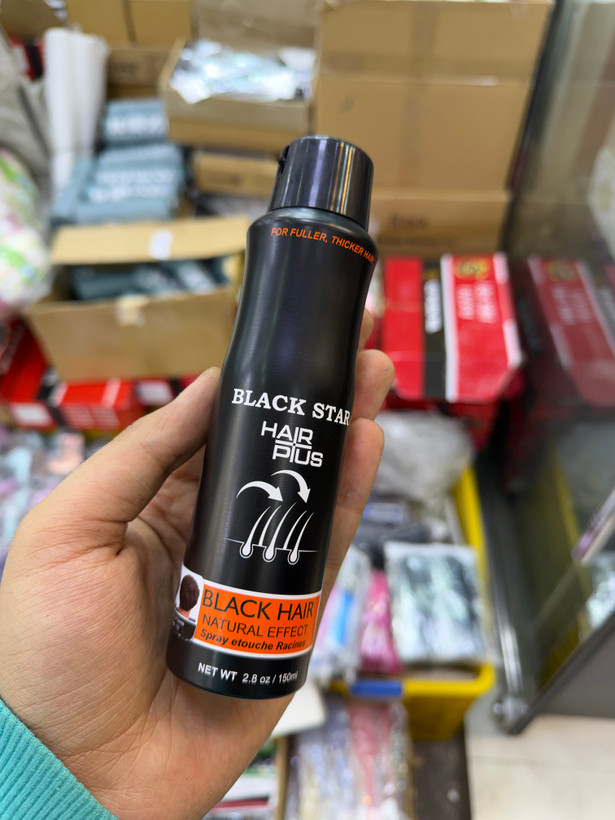 FOR FULLER, THICKER HAIR
BLACK STAR
HAIR
PlUS
BLACK HAIR
NATURAL EFFECT
Spray etouche Racines
NET WT 2.8 oz / 150ml